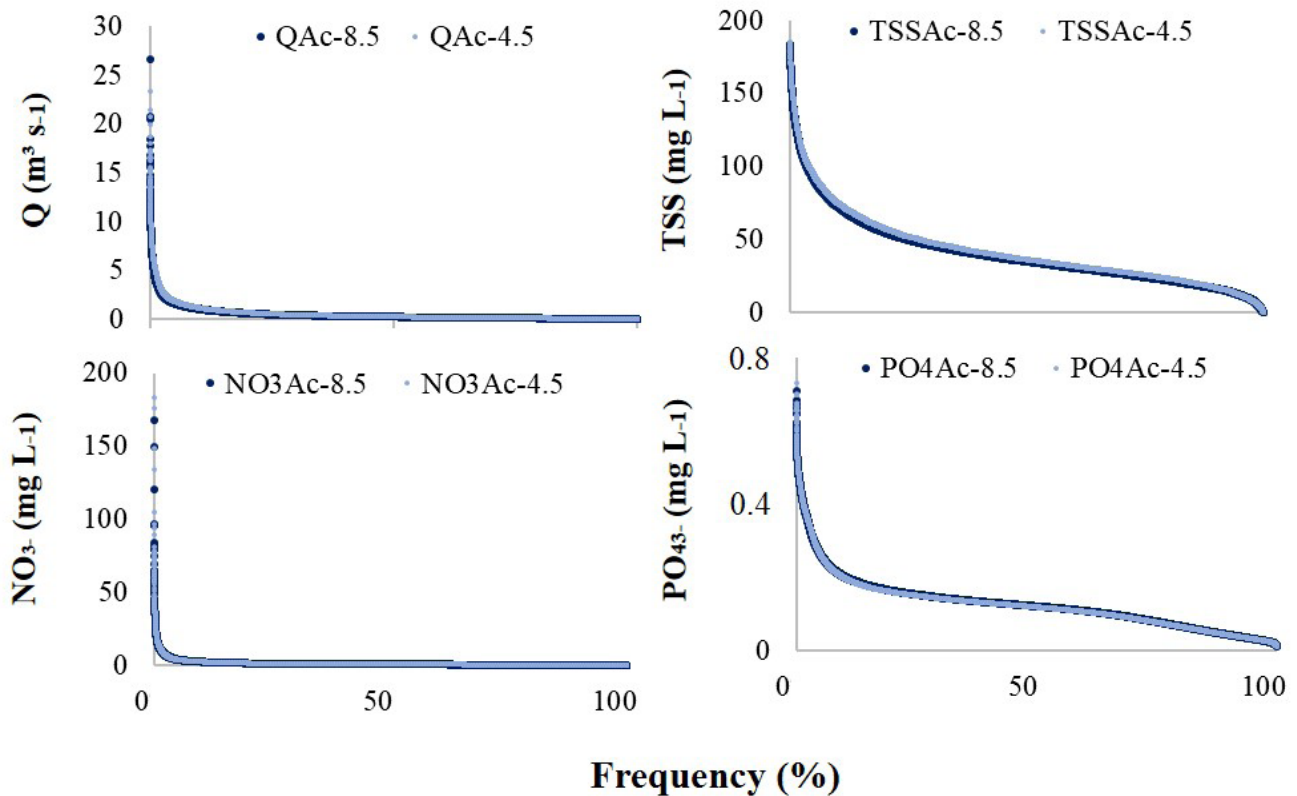 QAc-8.5 QAc-4.5
30
25
20
15
10
5
0
Q (m³ s-1)
TSSAc-8.5 TSSAc-4.5
200
150
100
50
0
TSS (mg L-1)
NO3Ac-8.5 NO3Ac-4.5
200
150
100
50
0
NO3- (mg L-1)
0 50 100
PO4Ac-8.5 PO4Ac-4.5
0.8
0.4
0
PO43- (mg L-1)
0 50 100
Frequency (%)